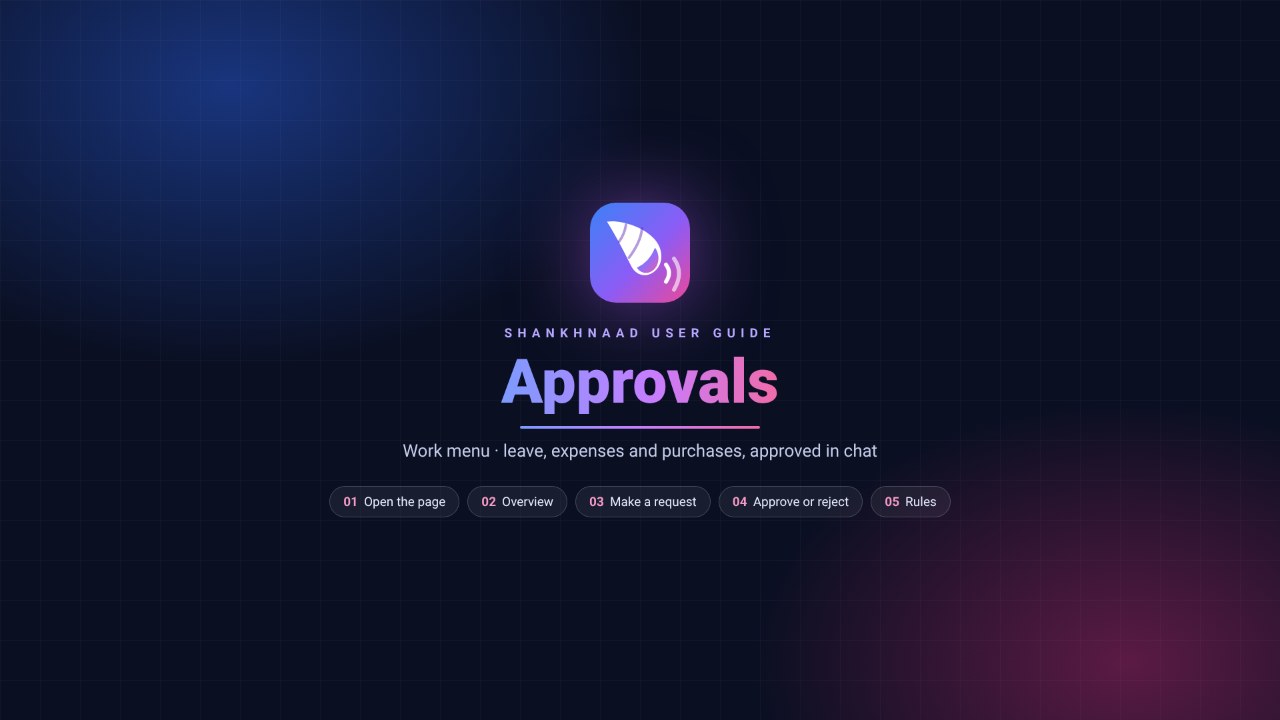 SHANKHNAAD USER GUIDE
Approvals
Work menu · leave, expenses and purchases, approved in chat
01 Open the page 02 Overview 03 Make a request 04 Approve or reject 05 Rules